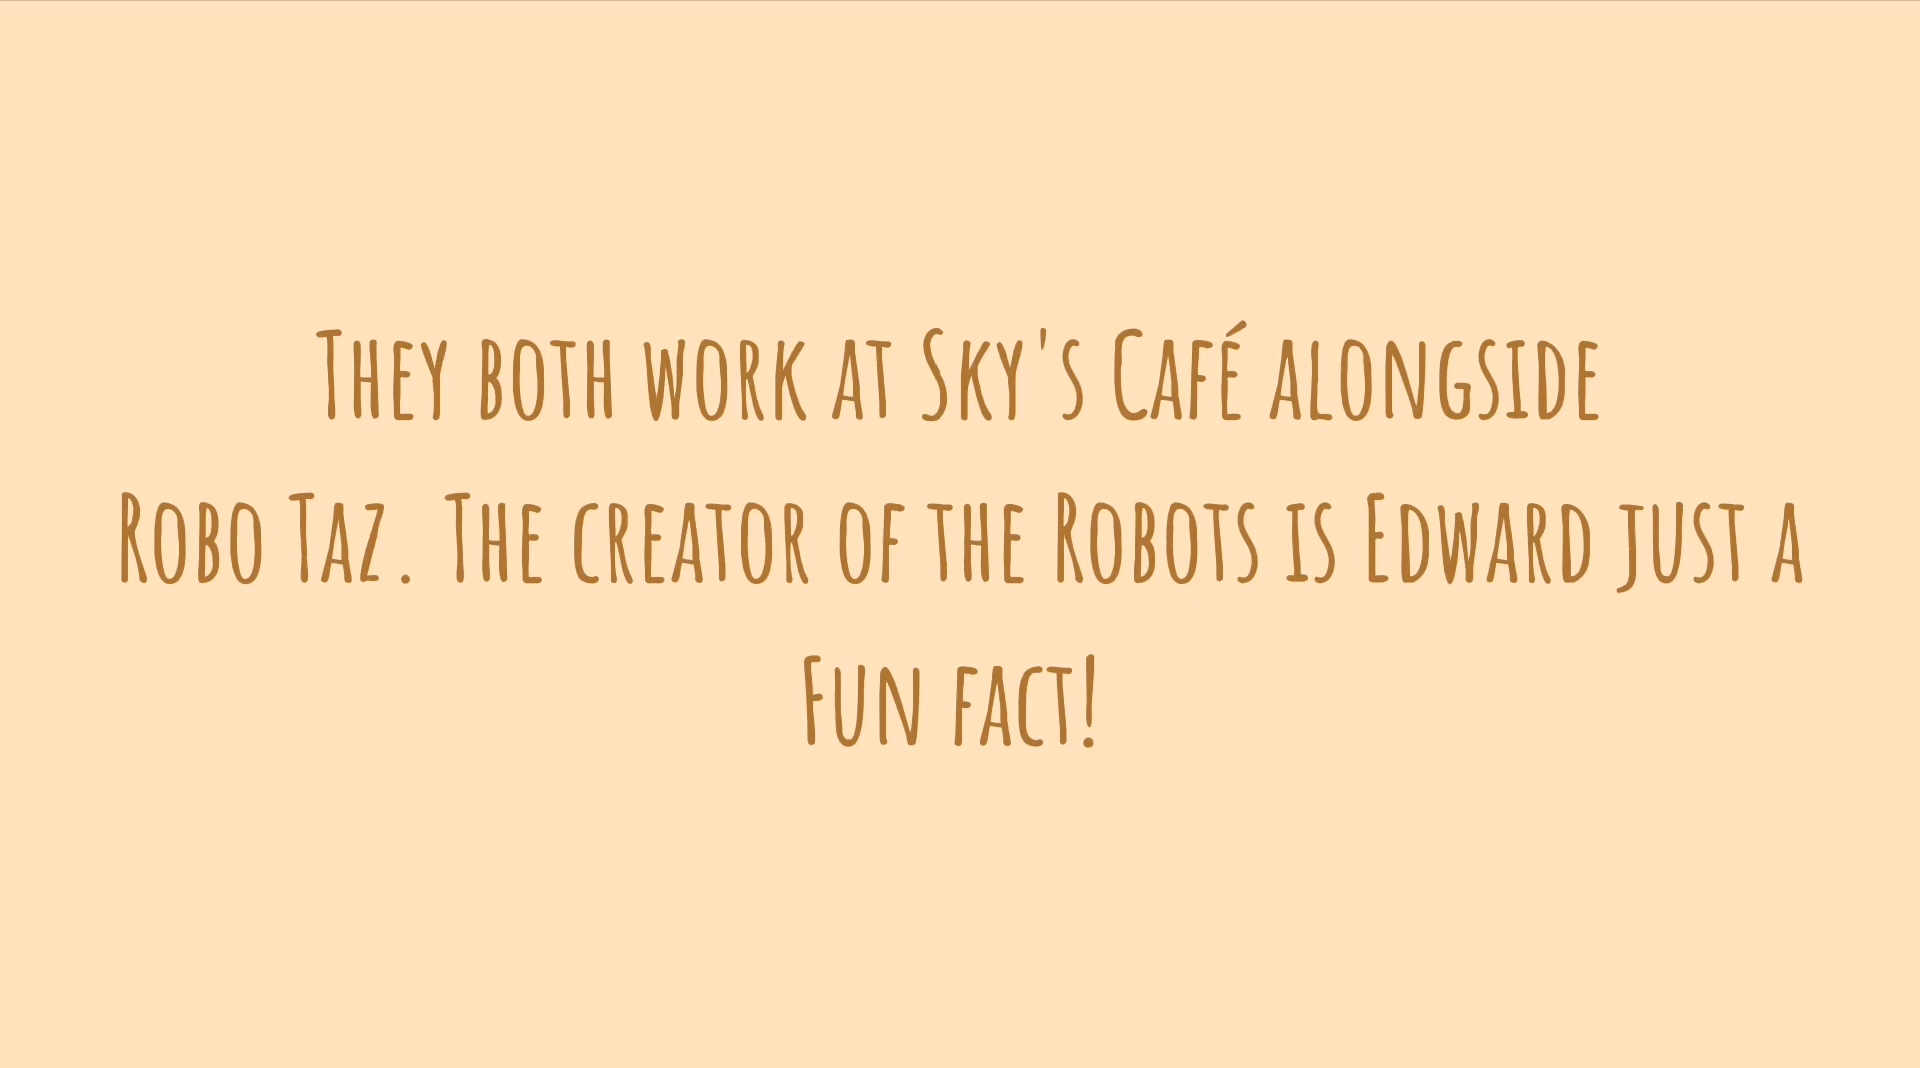 They both work at Sky's Café alongside
Robo Taz. The creator of the Robots is Edward just a
Fun fact!